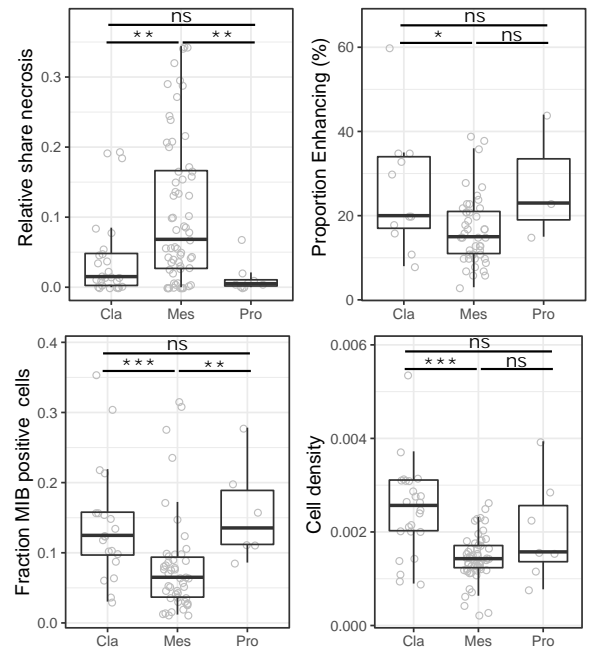 ns
** **
Relative share necrosis
0.3
0.2
0.1
0.0
Cla Mes Pro
ns
* ns
Proportion Enhancing (%)
60
40
20
0
Cla Mes Pro
ns
*** **
Fraction MIB positive cells
0.4
0.3
0.2
0.1
0.0
Cla Mes Pro
ns
*** ns
Cell density
0.006
0.004
0.002
0.000
Cla Mes Pro